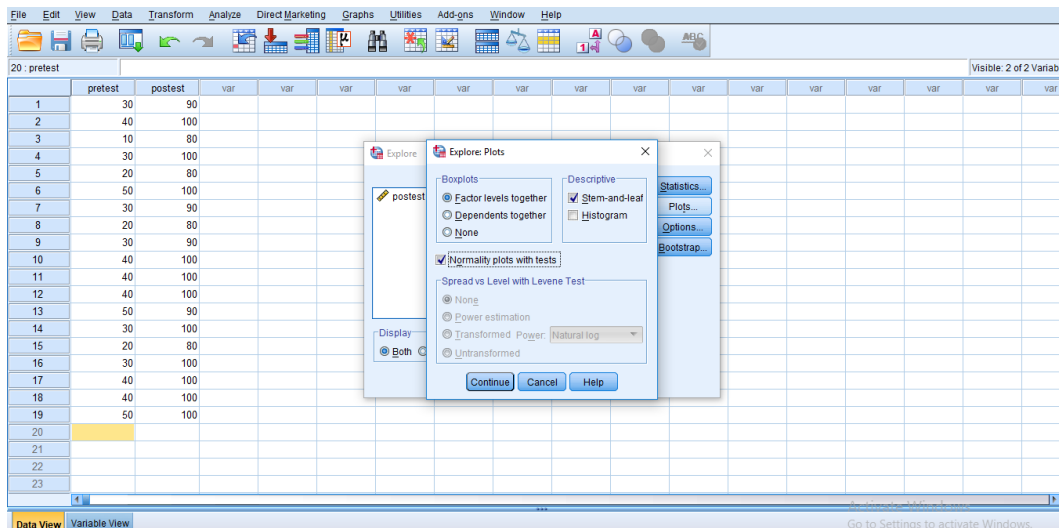 File Edit View Data Transform Analyze Direct Marketing Graphs Utilities Add-ons Window Help
20 : pretest Visible: 2 of 2 Variab
pretest postest var var var var var var var var var var var var var var
1 30 90
2 40 100
3 10 80
4 30 100
5 20 80
6 50 100
7 30 90
8 20 80
9 30 90
10 40 100
11 40 100
12 40 100
13 50 90
14 30 100
15 20 80
16 30 100
17 40 100
18 40 100
19 50 100
20
21
22
23
Explore
postest
Display
Both
Statistics...
Plots...
Options...
Bootstrap...
Explore: Plots
Boxplots
Factor levels together
Dependents together
None
Descriptive
Stem-and-leaf
Histogram
Normality plots with tests
Spread vs Level with Levene Test
None
Power estimation
Transformed Power: Natural log
Untransformed
Continue Cancel Help
Data View Variable View
Go to Settings to activate Windows.